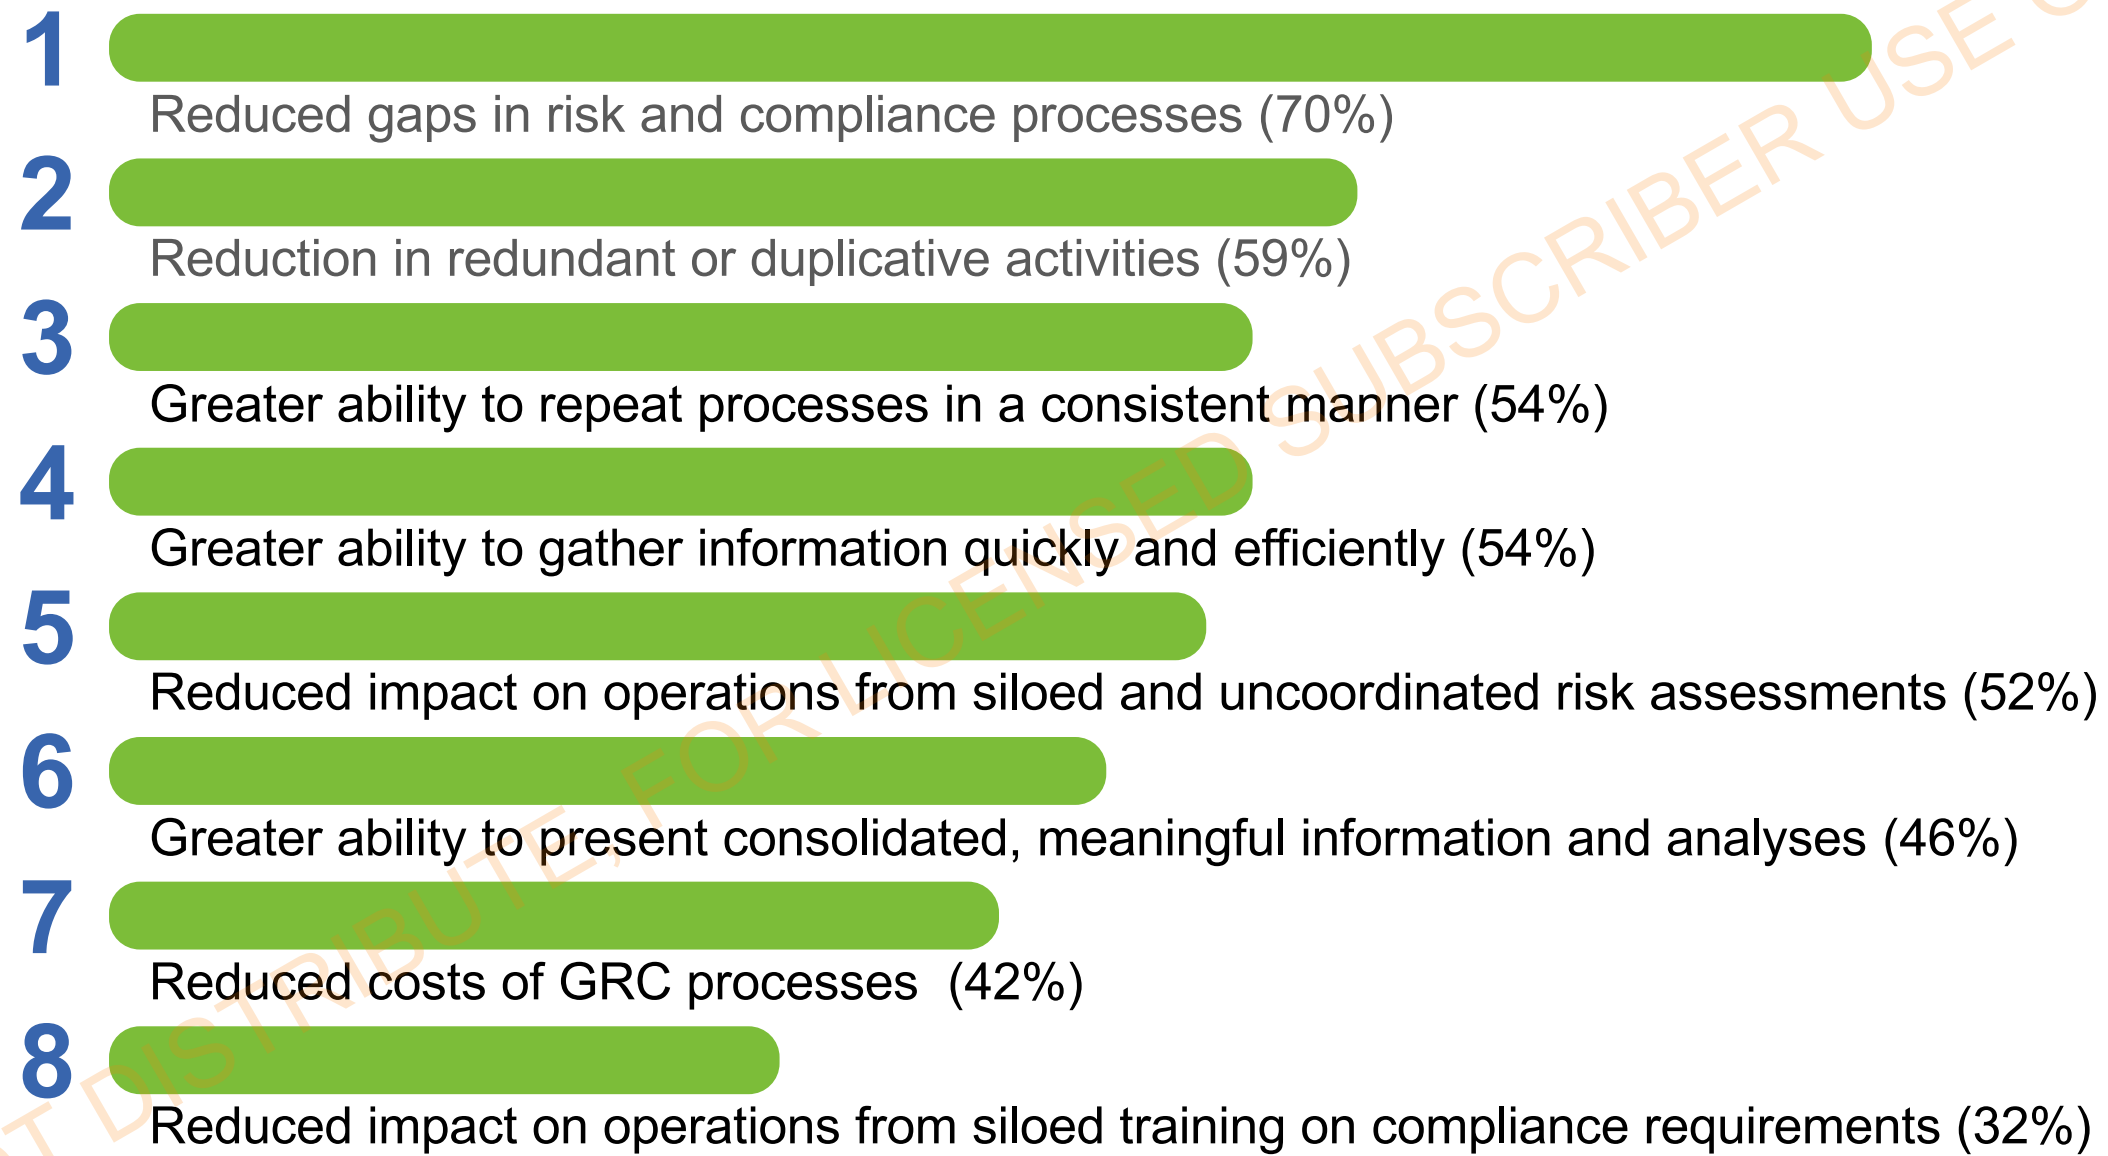 1
Reduced gaps in risk and compliance processes (70%)
2
Reduction in redundant or duplicative activities (59%)
3
Greater ability to repeat processes in a consistent manner (54%)
4
Greater ability to gather information quickly and efficiently (54%)
5
Reduced impact on operations from siloed and uncoordinated risk assessments (52%)
6
Greater ability to present consolidated, meaningful information and analyses (46%)
7
Reduced costs of GRC processes  (42%)
8
Reduced impact on operations from siloed training on compliance requirements (32%)
DISTRIBUTE, FOR LICENSED SUBSCRIBER USE